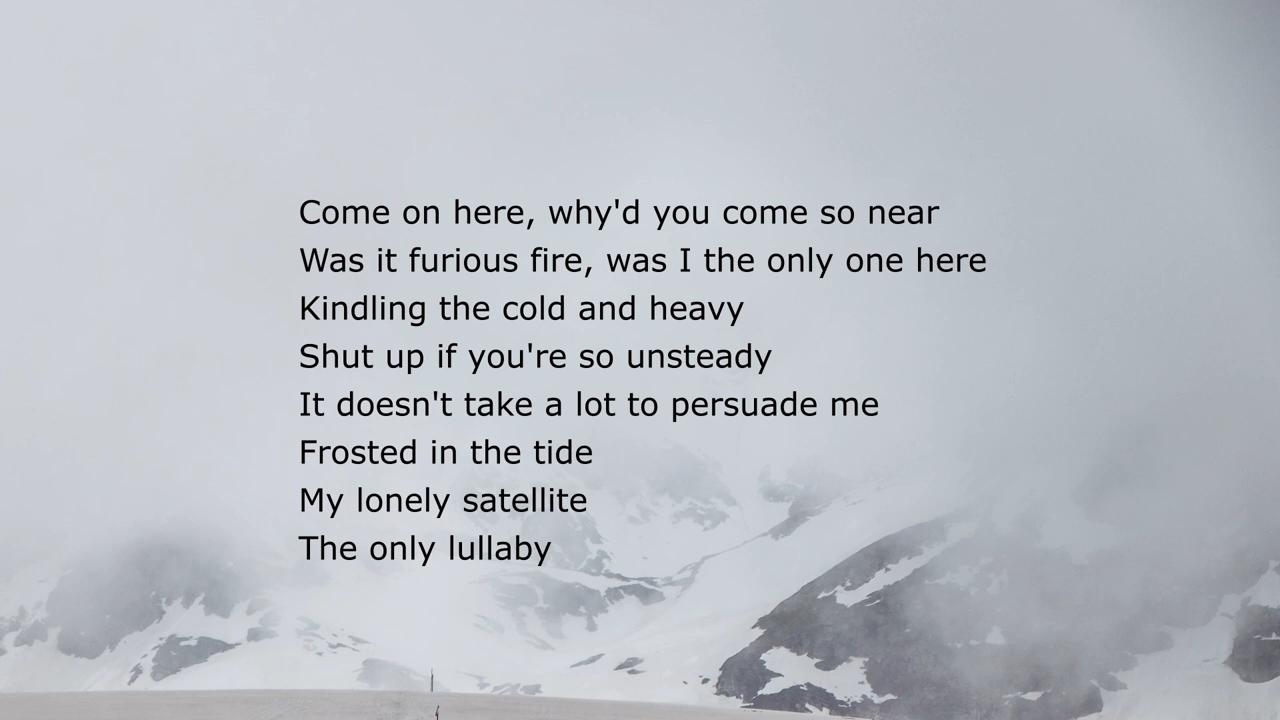 Come on here, why'd you come so near
Was it furious fire, was I the only one here
Kindling the cold and heavy
Shut up if you're so unsteady
It doesn't take a lot to persuade me
Frosted in the tide
My lonely satellite
The only lullaby